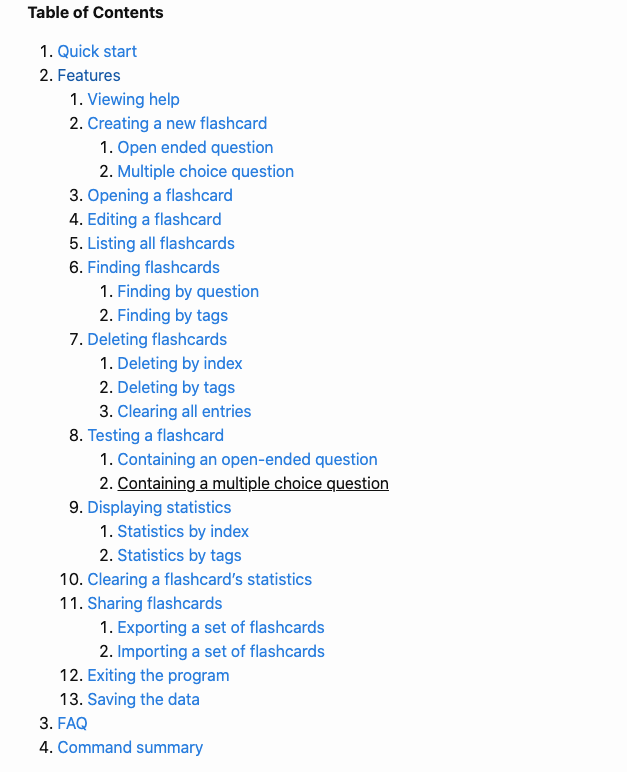 Table of Contents
1. Quick start
2. Features
1. Viewing help
2. Creating a new flashcard
1. Open ended question
2. Multiple choice question
3. Opening a flashcard
4. Editing a flashcard
5. Listing all flashcards
6. Finding flashcards
1. Finding by question
2. Finding by tags
7. Deleting flashcards
1. Deleting by index
2. Deleting by tags
3. Clearing all entries
8. Testing a flashcard
1. Containing an open-ended question
2. Containing a multiple choice question
9. Displaying statistics
1. Statistics by index
2. Statistics by tags
10. Clearing a flashcard’s statistics
11. Sharing flashcards
1. Exporting a set of flashcards
2. Importing a set of flashcards
12. Exiting the program
13. Saving the data
3. FAQ
4. Command summary